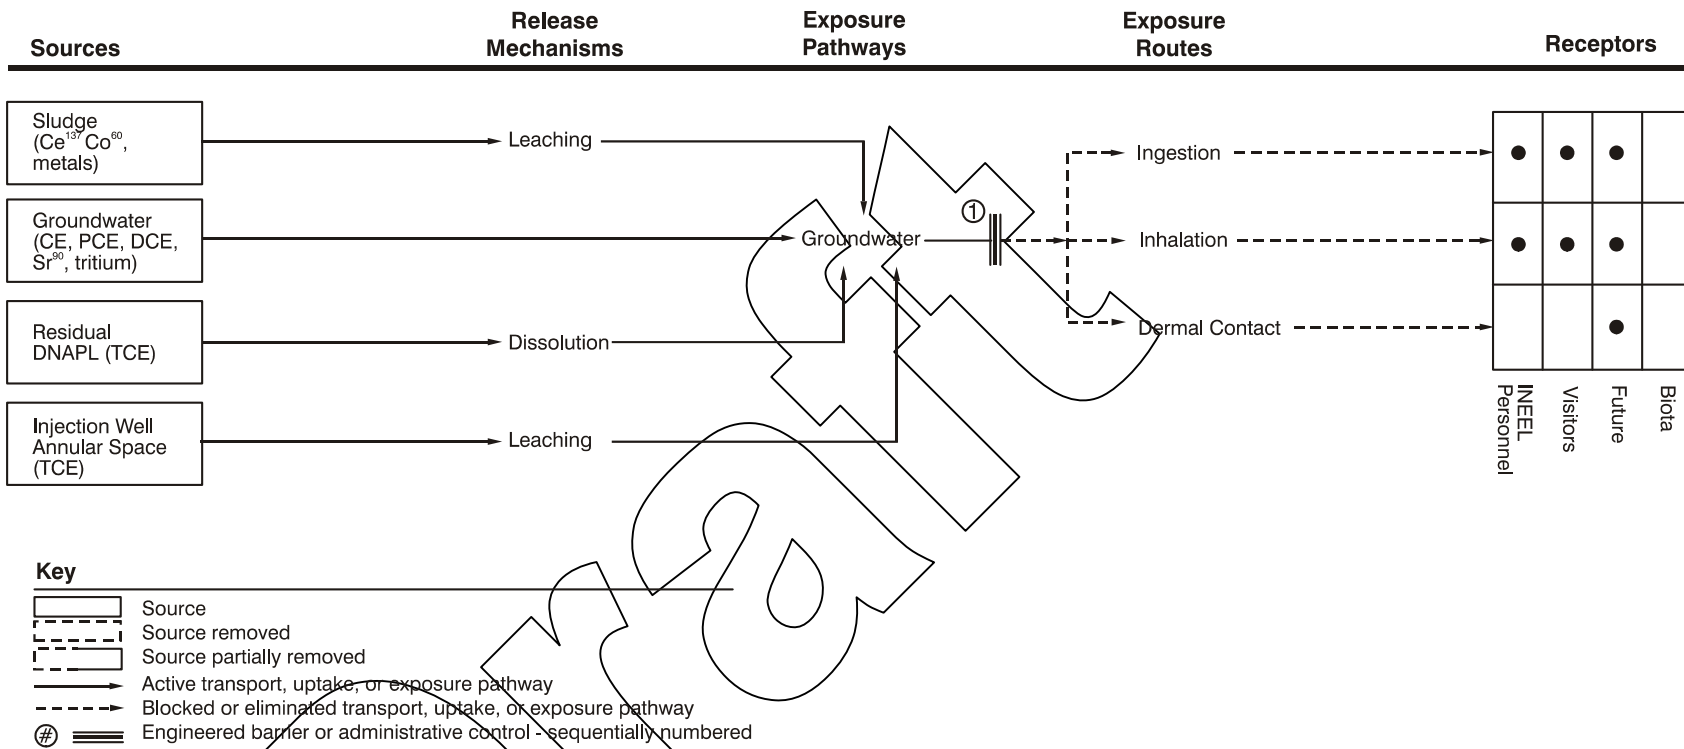 Sources
Release
Mechanisms
Exposure
Pathways
Exposure
Routes
Receptors
Sludge
(Ce¹³⁷ Co⁶⁰,
metals)
Leaching
Ingestion
Groundwater
(CE, PCE, DCE,
Sr⁹⁰, tritium)
Groundwater
①
Inhalation
Residual
DNAPL (TCE)
Dissolution
Dermal Contact
Injection Well
Annular Space
(TCE)
Leaching
INEEL
Personnel
Visitors
Future
Biota
Key
Source
Source removed
Source partially removed
Active transport, uptake, or exposure pathway
Blocked or eliminated transport, uptake, or exposure pathway
# Engineered barrier or administrative control - sequentially numbered